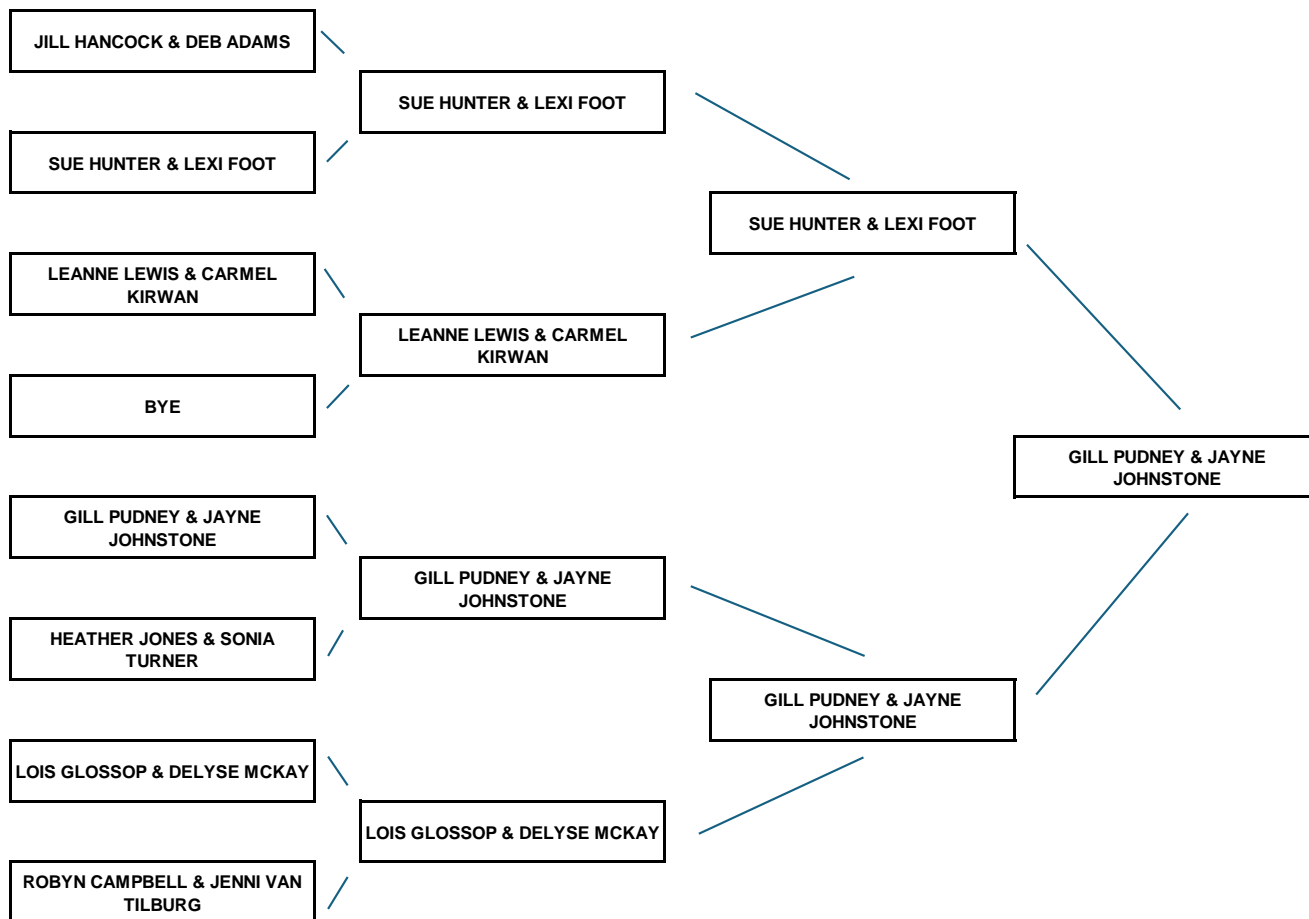 JILL HANCOCK & DEB ADAMS
SUE HUNTER & LEXI FOOT
SUE HUNTER & LEXI FOOT
SUE HUNTER & LEXI FOOT
LEANNE LEWIS & CARMEL
KIRWAN
LEANNE LEWIS & CARMEL
KIRWAN
BYE
GILL PUDNEY & JAYNE
JOHNSTONE
GILL PUDNEY & JAYNE
JOHNSTONE
GILL PUDNEY & JAYNE
JOHNSTONE
HEATHER JONES & SONIA
TURNER
GILL PUDNEY & JAYNE
JOHNSTONE
LOIS GLOSSOP & DELYSE MCKAY
LOIS GLOSSOP & DELYSE MCKAY
ROBYN CAMPBELL & JENNI VAN
TILBURG